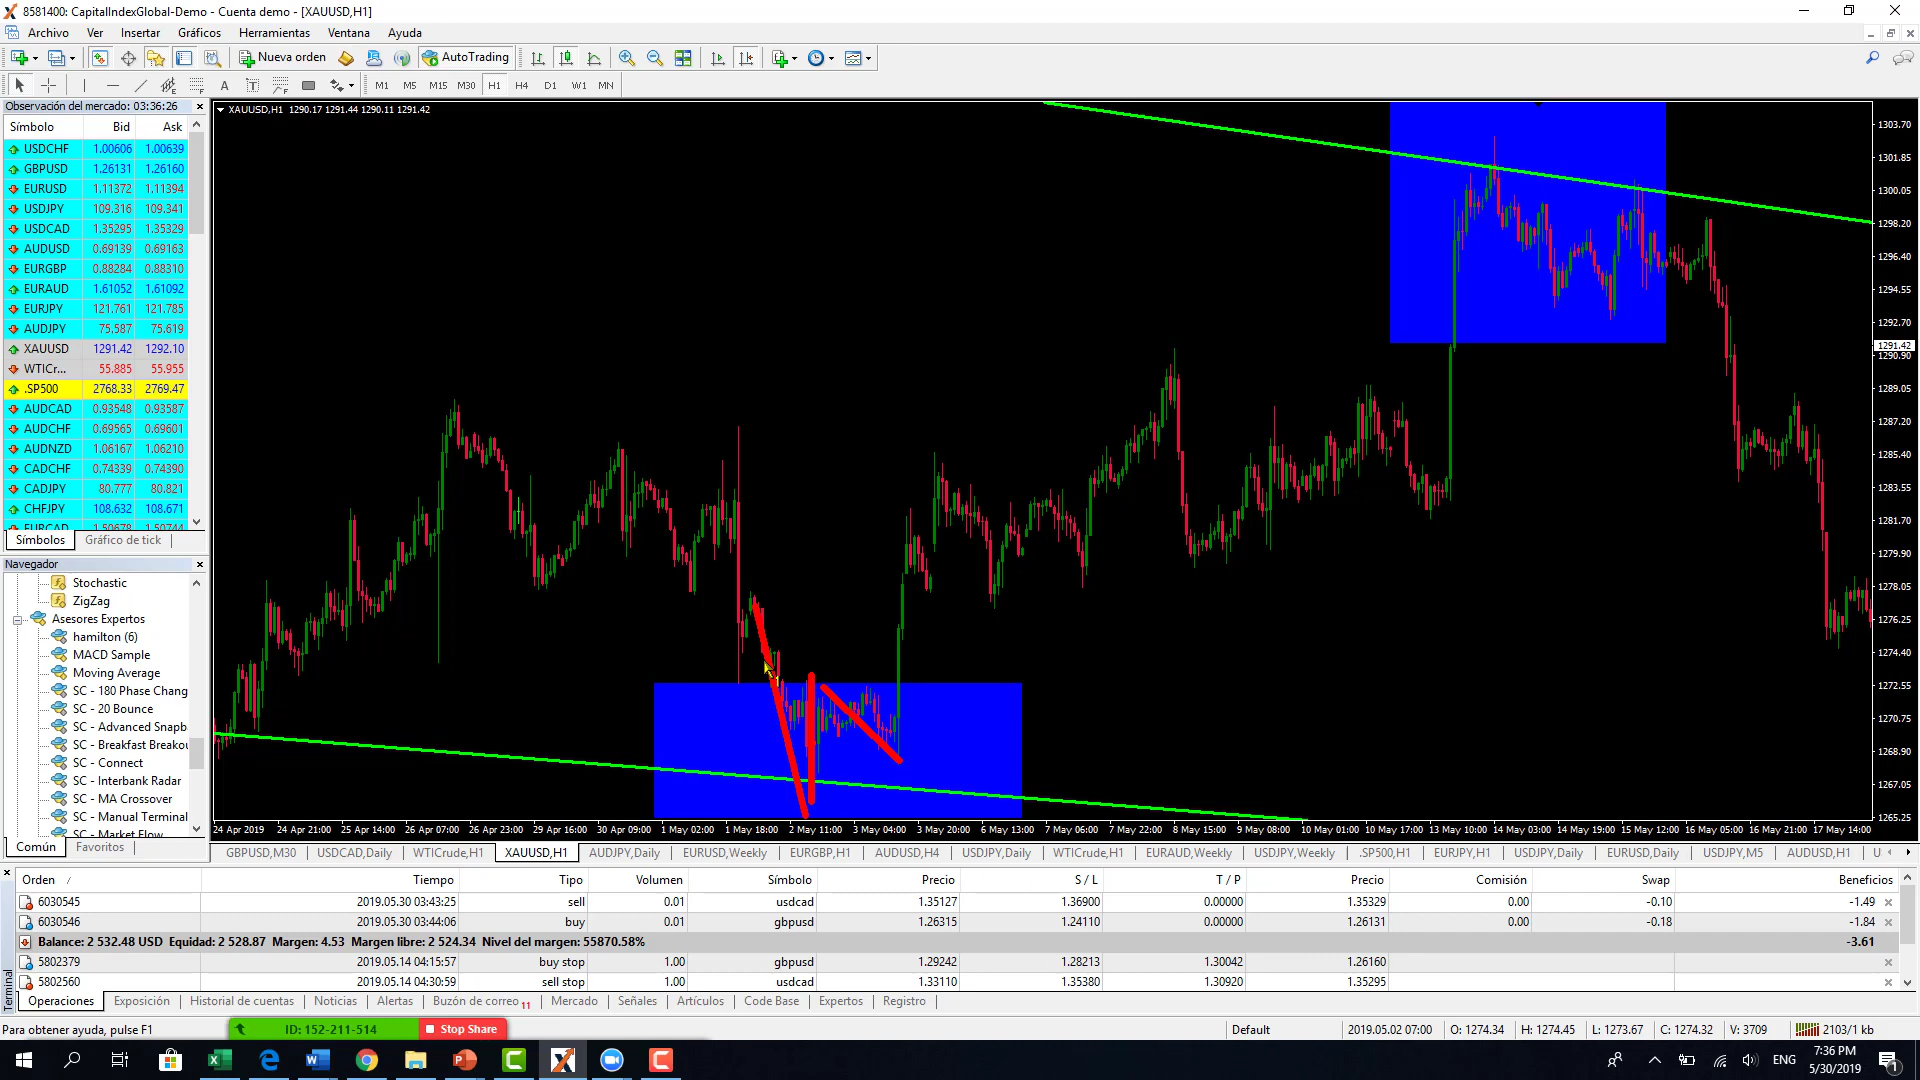 8581400: CapitalIndexGlobal-Demo - Cuenta demo - [XAUUSD,H1]
Archivo Ver Insertar Gráficos Herramientas Ventana Ayuda
Nueva orden AutoTrading
A T M1 M5 M15 M30 H1 H4 D1 W1 MN
Observación del mercado: 03:36:26
Símbolo Bid Ask
USDCHF 1.00606 1.00639
GBPUSD 1.26131 1.26160
EURUSD 1.11372 1.11394
USDJPY 109.316 109.341
USDCAD 1.35295 1.35329
AUDUSD 0.69139 0.69163
EURGBP 0.88284 0.88310
EURAUD 1.61052 1.61092
EURJPY 121.761 121.785
AUDJPY 75.587 75.619
XAUUSD 1291.42 1292.10
WTICr... 55.885 55.955
.SP500 2768.33 2769.47
AUDCAD 0.93548 0.93587
AUDCHF 0.69565 0.69601
AUDNZD 1.06167 1.06210
CADCHF 0.74339 0.74390
CADJPY 80.777 80.821
CHFJPY 108.632 108.671
EURCAD 1.50678 1.50744
Símbolos Gráfico de tick
Navegador
Stochastic
ZigZag
Asesores Expertos
hamilton (6)
MACD Sample
Moving Average
SC - 180 Phase Chang
SC - 20 Bounce
SC - Advanced Snapb
SC - Breakfast Breakou
SC - Connect
SC - Interbank Radar
SC - MA Crossover
SC - Manual Terminal
SC - Market Flow
Común Favoritos
XAUUSD,H1 1290.17 1291.44 1290.11 1291.42
1303.70
1301.85
1300.05
1298.20
1296.40
1294.55
1292.70
1291.42
1290.90
1289.05
1287.20
1285.40
1283.55
1281.70
1279.90
1278.05
1276.25
1274.40
1272.55
1270.75
1268.90
1267.05
1265.25
24 Apr 2019 24 Apr 21:00 25 Apr 14:00 26 Apr 07:00 26 Apr 23:00 29 Apr 16:00 30 Apr 09:00 1 May 02:00 1 May 18:00 2 May 11:00 3 May 04:00 3 May 20:00 6 May 13:00 7 May 06:00 7 May 22:00 8 May 15:00 9 May 08:00 10 May 01:00 10 May 17:00 13 May 10:00 14 May 03:00 14 May 19:00 15 May 12:00 16 May 05:00 16 May 21:00 17 May 14:00
GBPUSD,M30 USDCAD,Daily WTICrude,H1 XAUUSD,H1 AUDJPY,Daily EURUSD,Weekly EURGBP,H1 AUDUSD,H4 USDJPY,Daily WTICrude,H1 EURAUD,Weekly USDJPY,Weekly .SP500,H1 EURJPY,H1 USDJPY,Daily EURUSD,Daily USDJPY,M5 AUDUSD,H1 U
Orden / Tiempo Tipo Volumen Símbolo Precio S / L T / P Precio Comisión Swap Beneficios
6030545 2019.05.30 03:43:25 sell 0.01 usdcad 1.35127 1.36900 0.00000 1.35329 0.00 -0.10 -1.49
6030546 2019.05.30 03:44:06 buy 0.01 gbpusd 1.26315 1.24110 0.00000 1.26131 0.00 -0.18 -1.84
Balance: 2 532.48 USD Equidad: 2 528.87 Margen: 4.53 Margen libre: 2 524.34 Nivel del margen: 55870.58% -3.61
5802379 2019.05.14 04:15:57 buy stop 1.00 gbpusd 1.29242 1.28213 1.30042 1.26160
5802560 2019.05.14 04:30:59 sell stop 1.00 usdcad 1.33110 1.35380 1.30920 1.35295
Terminal
Operaciones Exposición Historial de cuentas Noticias Alertas Buzón de correo 11 Mercado Señales Artículos Code Base Expertos Registro
Para obtener ayuda, pulse F1 ID: 152-211-514 Stop Share Default 2019.05.02 07:00 O: 1274.34 H: 1274.45 L: 1273.67 C: 1274.32 V: 3709 2103/1 kb
ENG 7:36 PM
5/30/2019 1